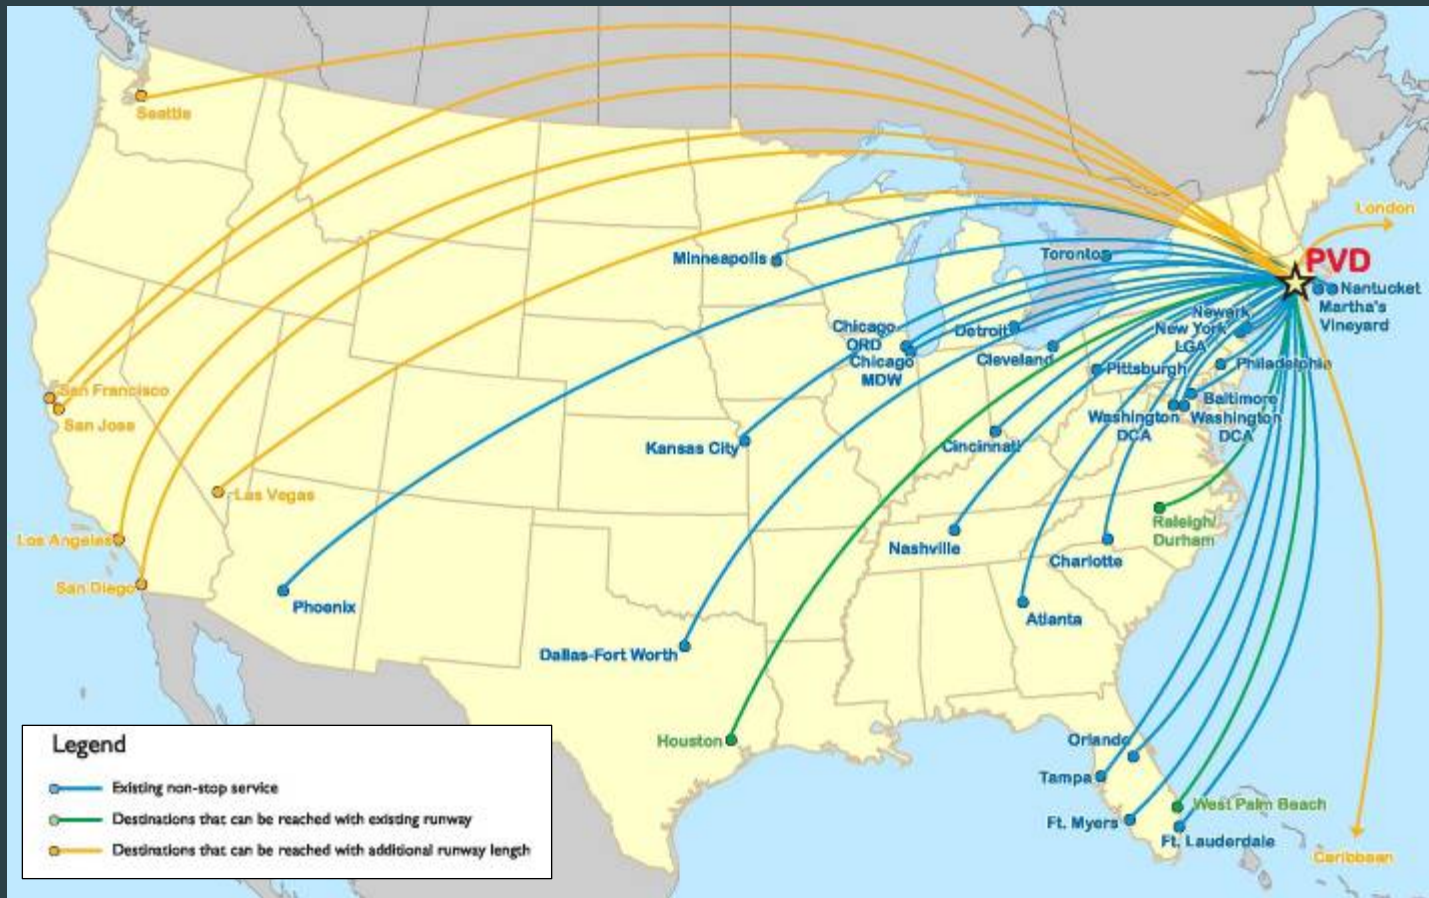 Seattle
London
PVD
Minneapolis
Toronto
Nantucket
Martha's
Vineyard
Newark
New York
LGA
Chicago
ORD
Chicago
MDW
Detroit
Cleveland
Pittsburgh
Philadelphia
San Francisco
San Jose
Baltimore
Washington
DCA
Washington
DCA
Kansas City
Cincinnati
Las Vegas
Los Angeles
Raleigh/
Durham
Nashville
Charlotte
San Diego
Phoenix
Atlanta
Dallas-Fort Worth
Houston
Orlando
Tampa
West Palm Beach
Ft. Myers
Ft. Lauderdale
Caribbean
Legend
Existing non-stop service
Destinations that can be reached with existing runway
Destinations that can be reached with additional runway length